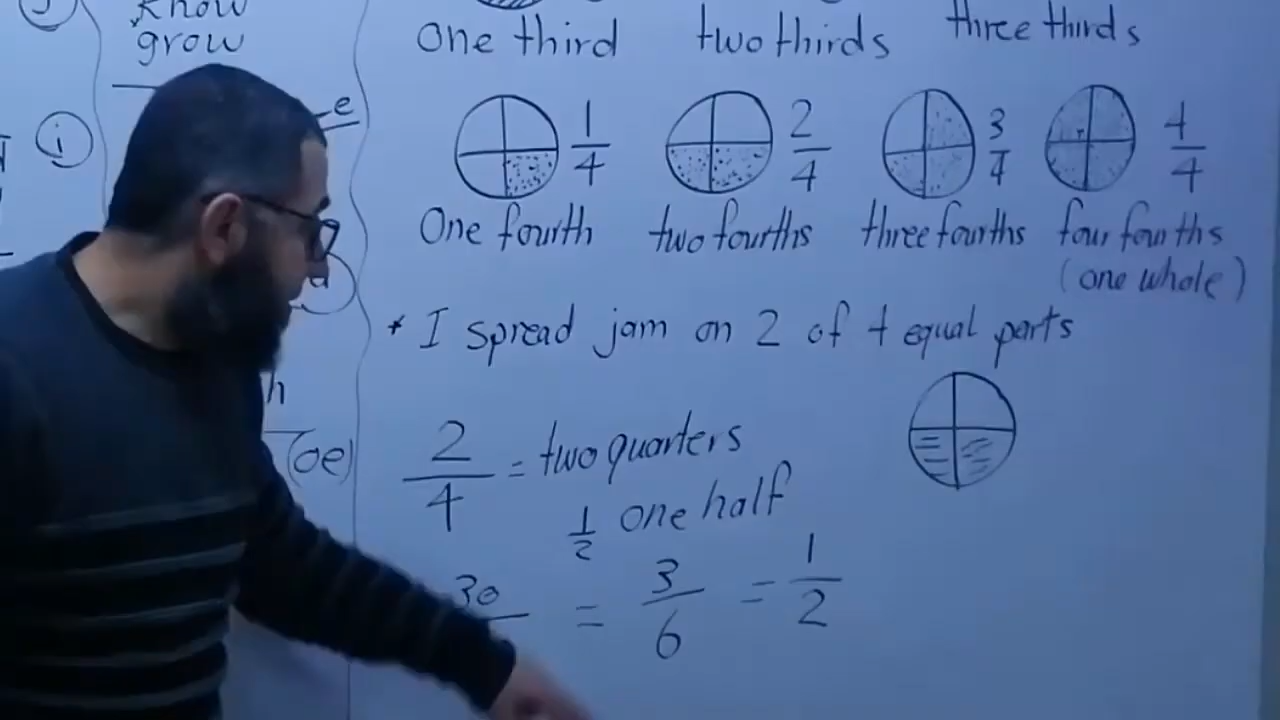 know
grow
e
i
h
(oe)
One third two thirds three thirds
1/4 2/4 3/4 4/4
One fourth two fourths three fourths four fourths
(one whole)
* I spread jam on 2 of 4 equal parts
2/4 = two quarters
1/2 one half
30 = 3/6 = 1/2